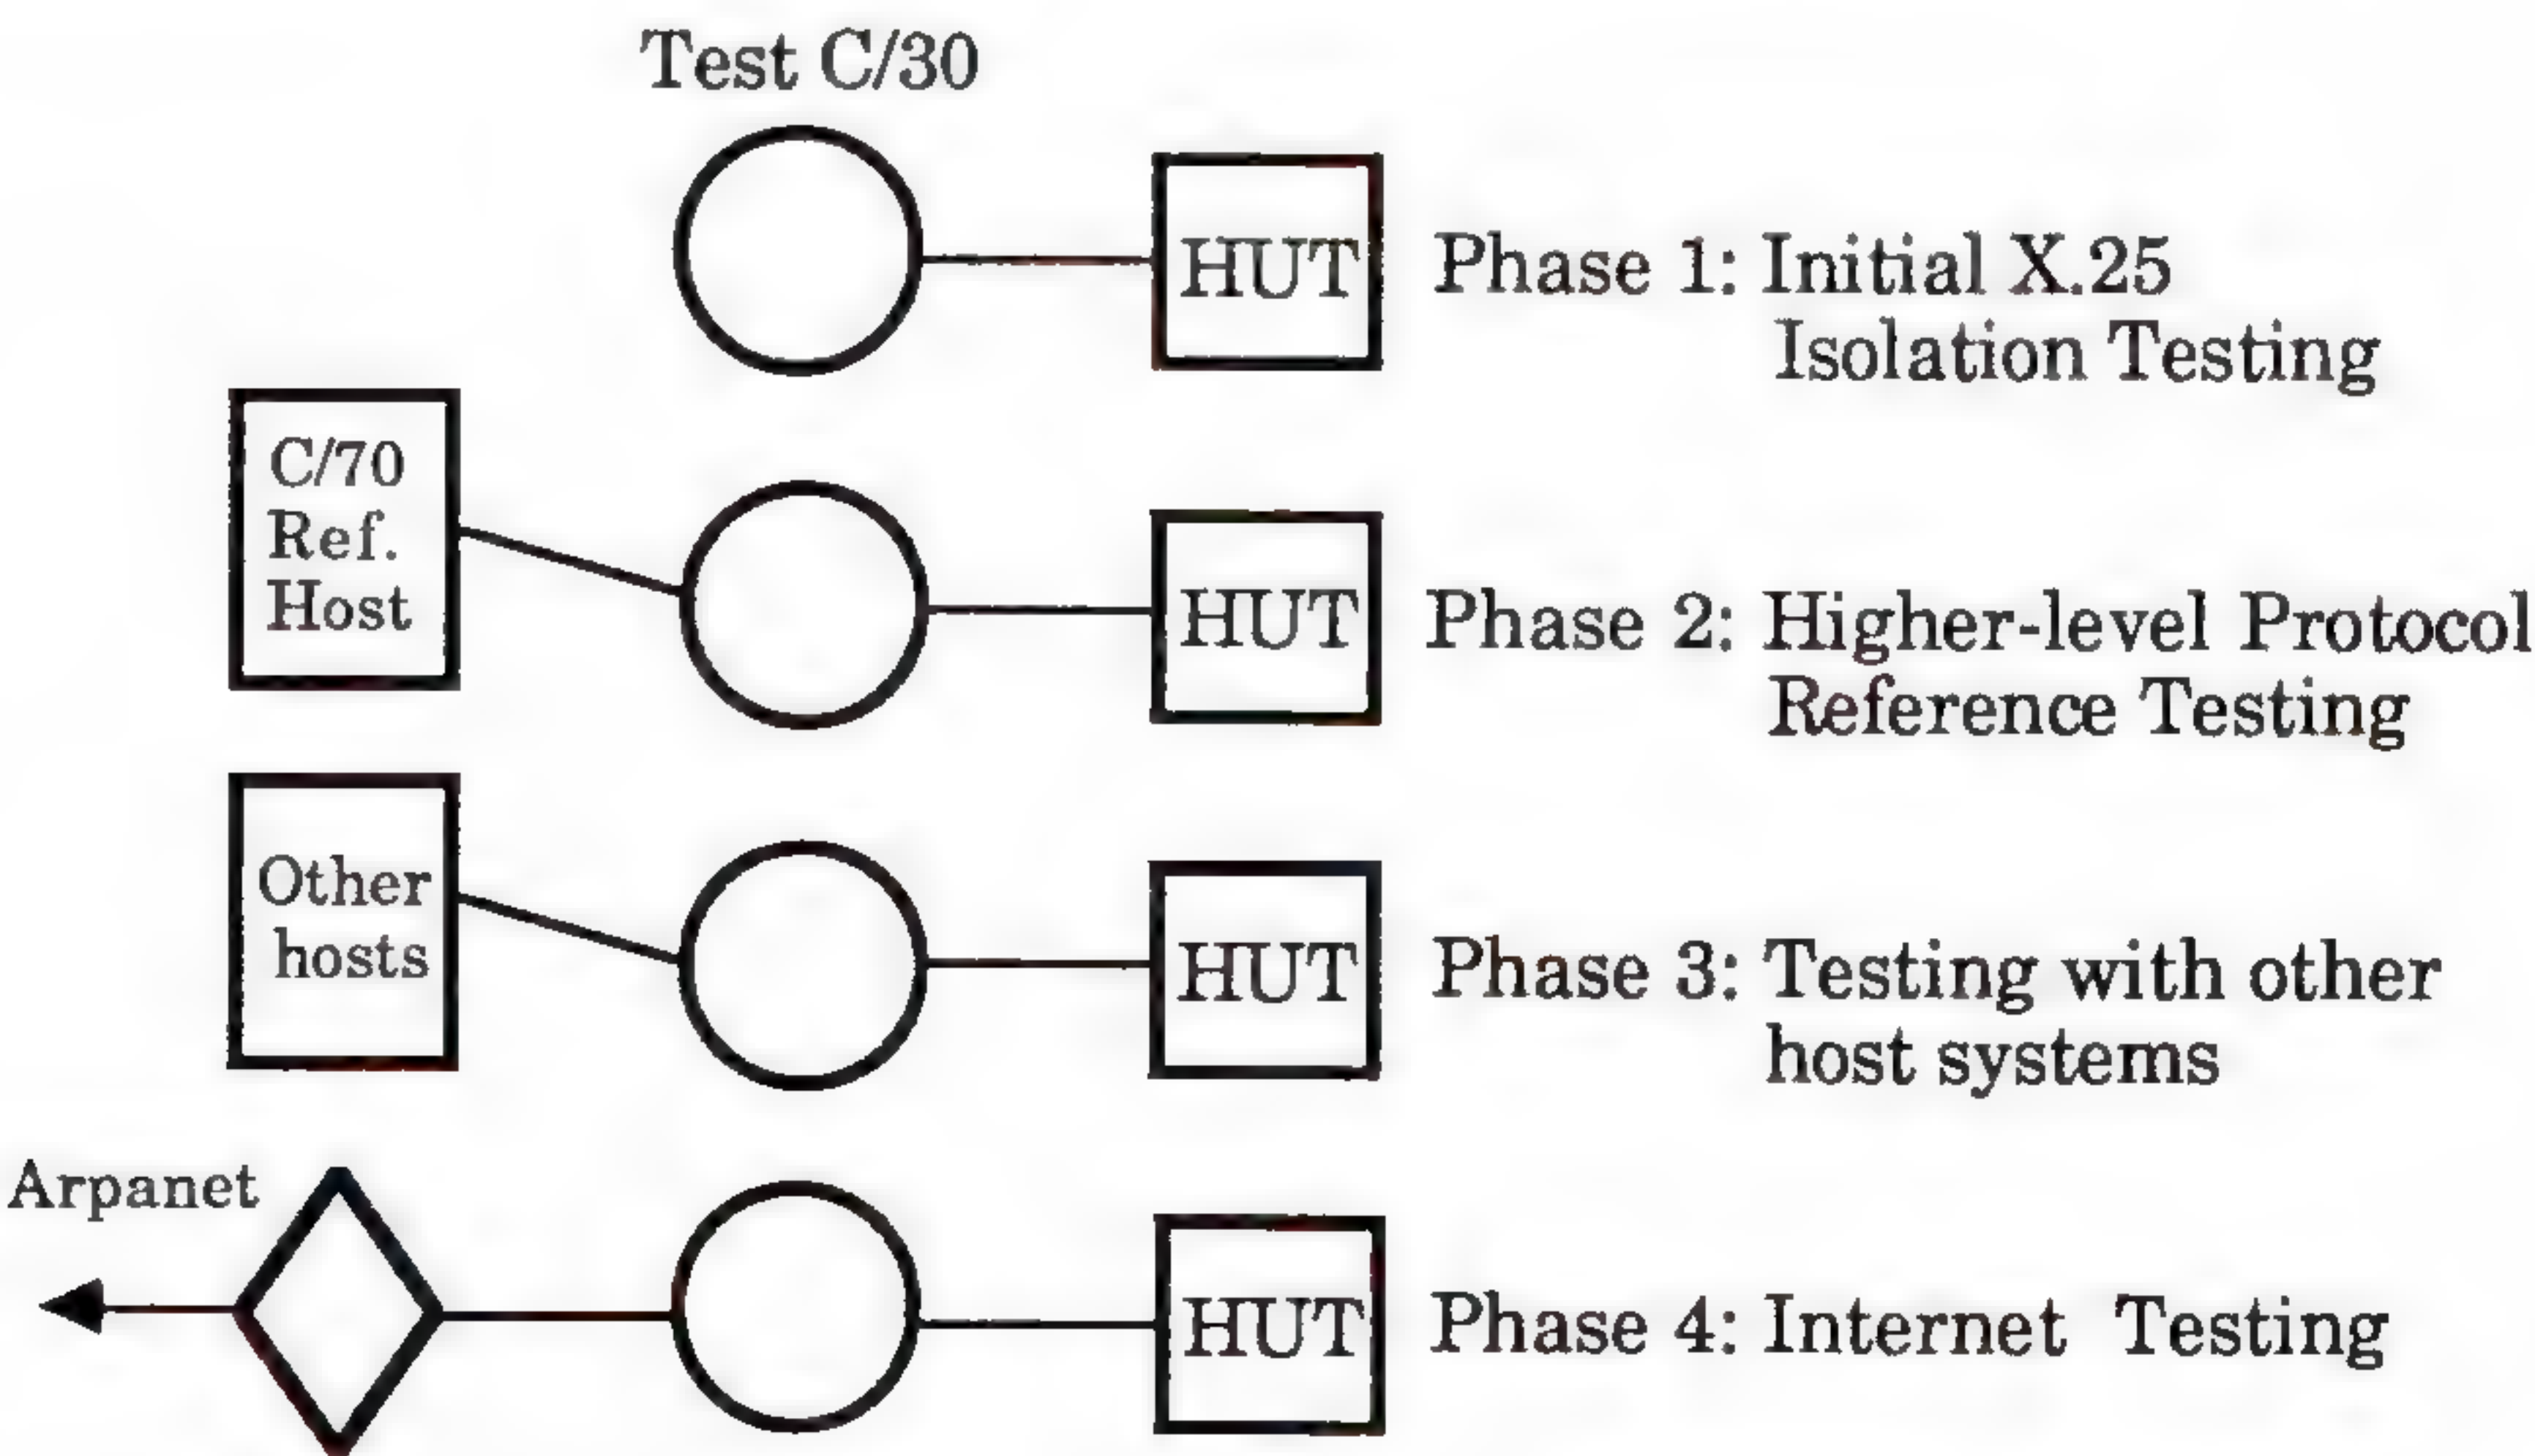 Test C/30
HUT
Phase 1: Initial X.25
Isolation Testing
C/70
Ref.
Host
HUT
Phase 2: Higher-level Protocol
Reference Testing
Other
hosts
HUT
Phase 3: Testing with other
host systems
Arpanet
HUT
Phase 4: Internet Testing